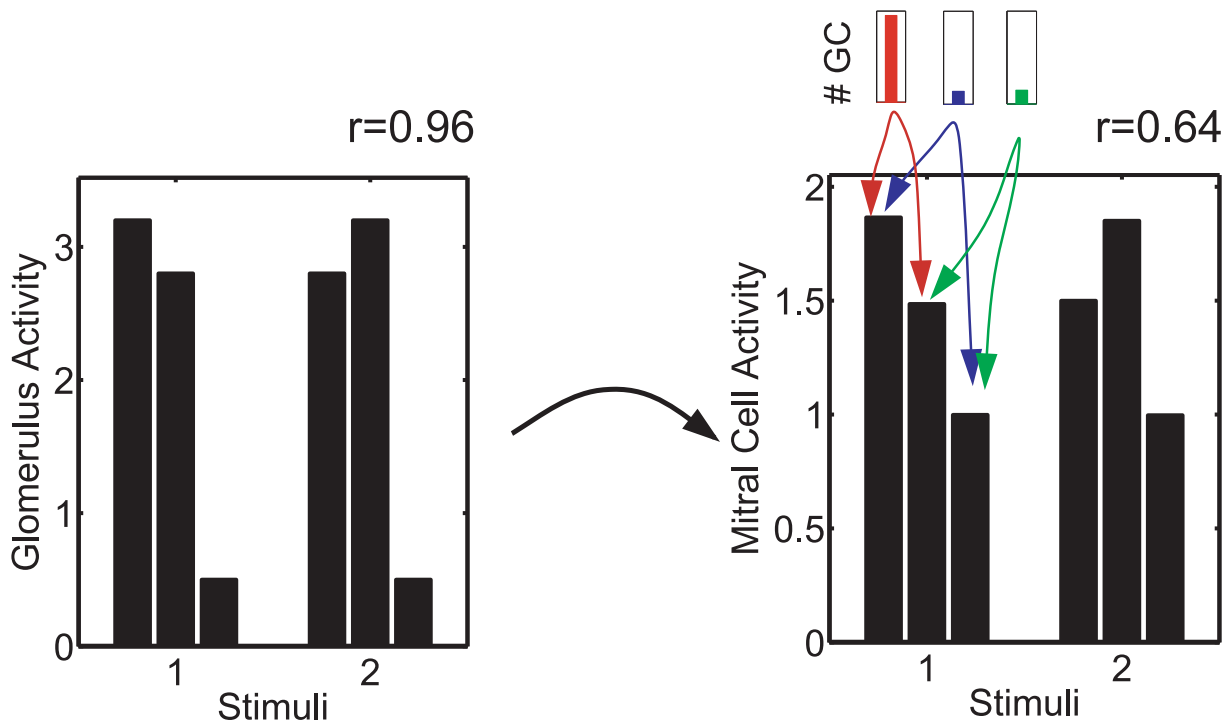 r=0.96
Glomerulus Activity
3
2
1
0
1 2
Stimuli
# GC
r=0.64
Mitral Cell Activity
2
1.5
1
0.5
0
1 2
Stimuli